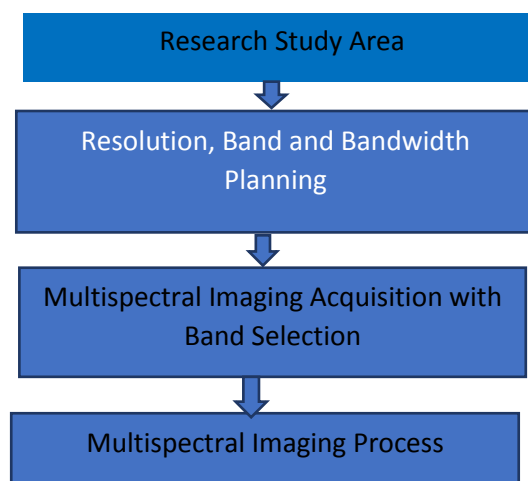 Research Study Area
Resolution, Band and Bandwidth
Planning
Multispectral Imaging Acquisition with
Band Selection
Multispectral Imaging Process